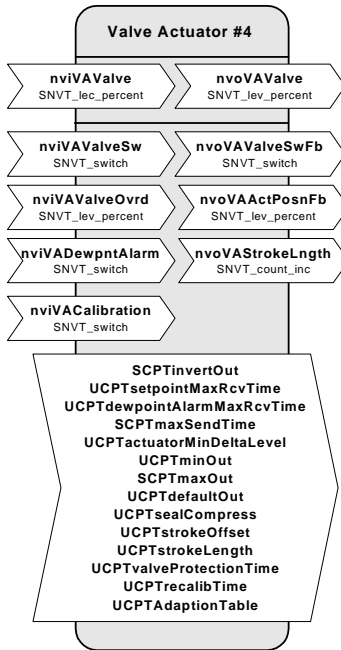 Valve Actuator #4
nviVAValve
SNVT_lec_percent
nvoVAValve
SNVT_lev_percent
nviVAValveSw
SNVT_switch
nvoVAValveSwFb
SNVT_switch
nviVAValveOvrd
SNVT_lev_percent
nvoVAActPosnFb
SNVT_lev_percent
nviVADewpntAlarm
SNVT_switch
nvoVAStrokeLngth
SNVT_count_inc
nviVACalibration
SNVT_switch
SCPTinvertOut
UCPTsetpointMaxRcvTime
UCPTdewpointAlarmMaxRcvTime
SCPTmaxSendTime
UCPTactuatorMinDeltaLevel
UCPTminOut
SCPTmaxOut
UCPTdefaultOut
UCPTsealCompress
UCPTstrokeOffset
UCPTstrokeLength
UCPTvalveProtectionTime
UCPTrecalibTime
UCPTAdaptionTable